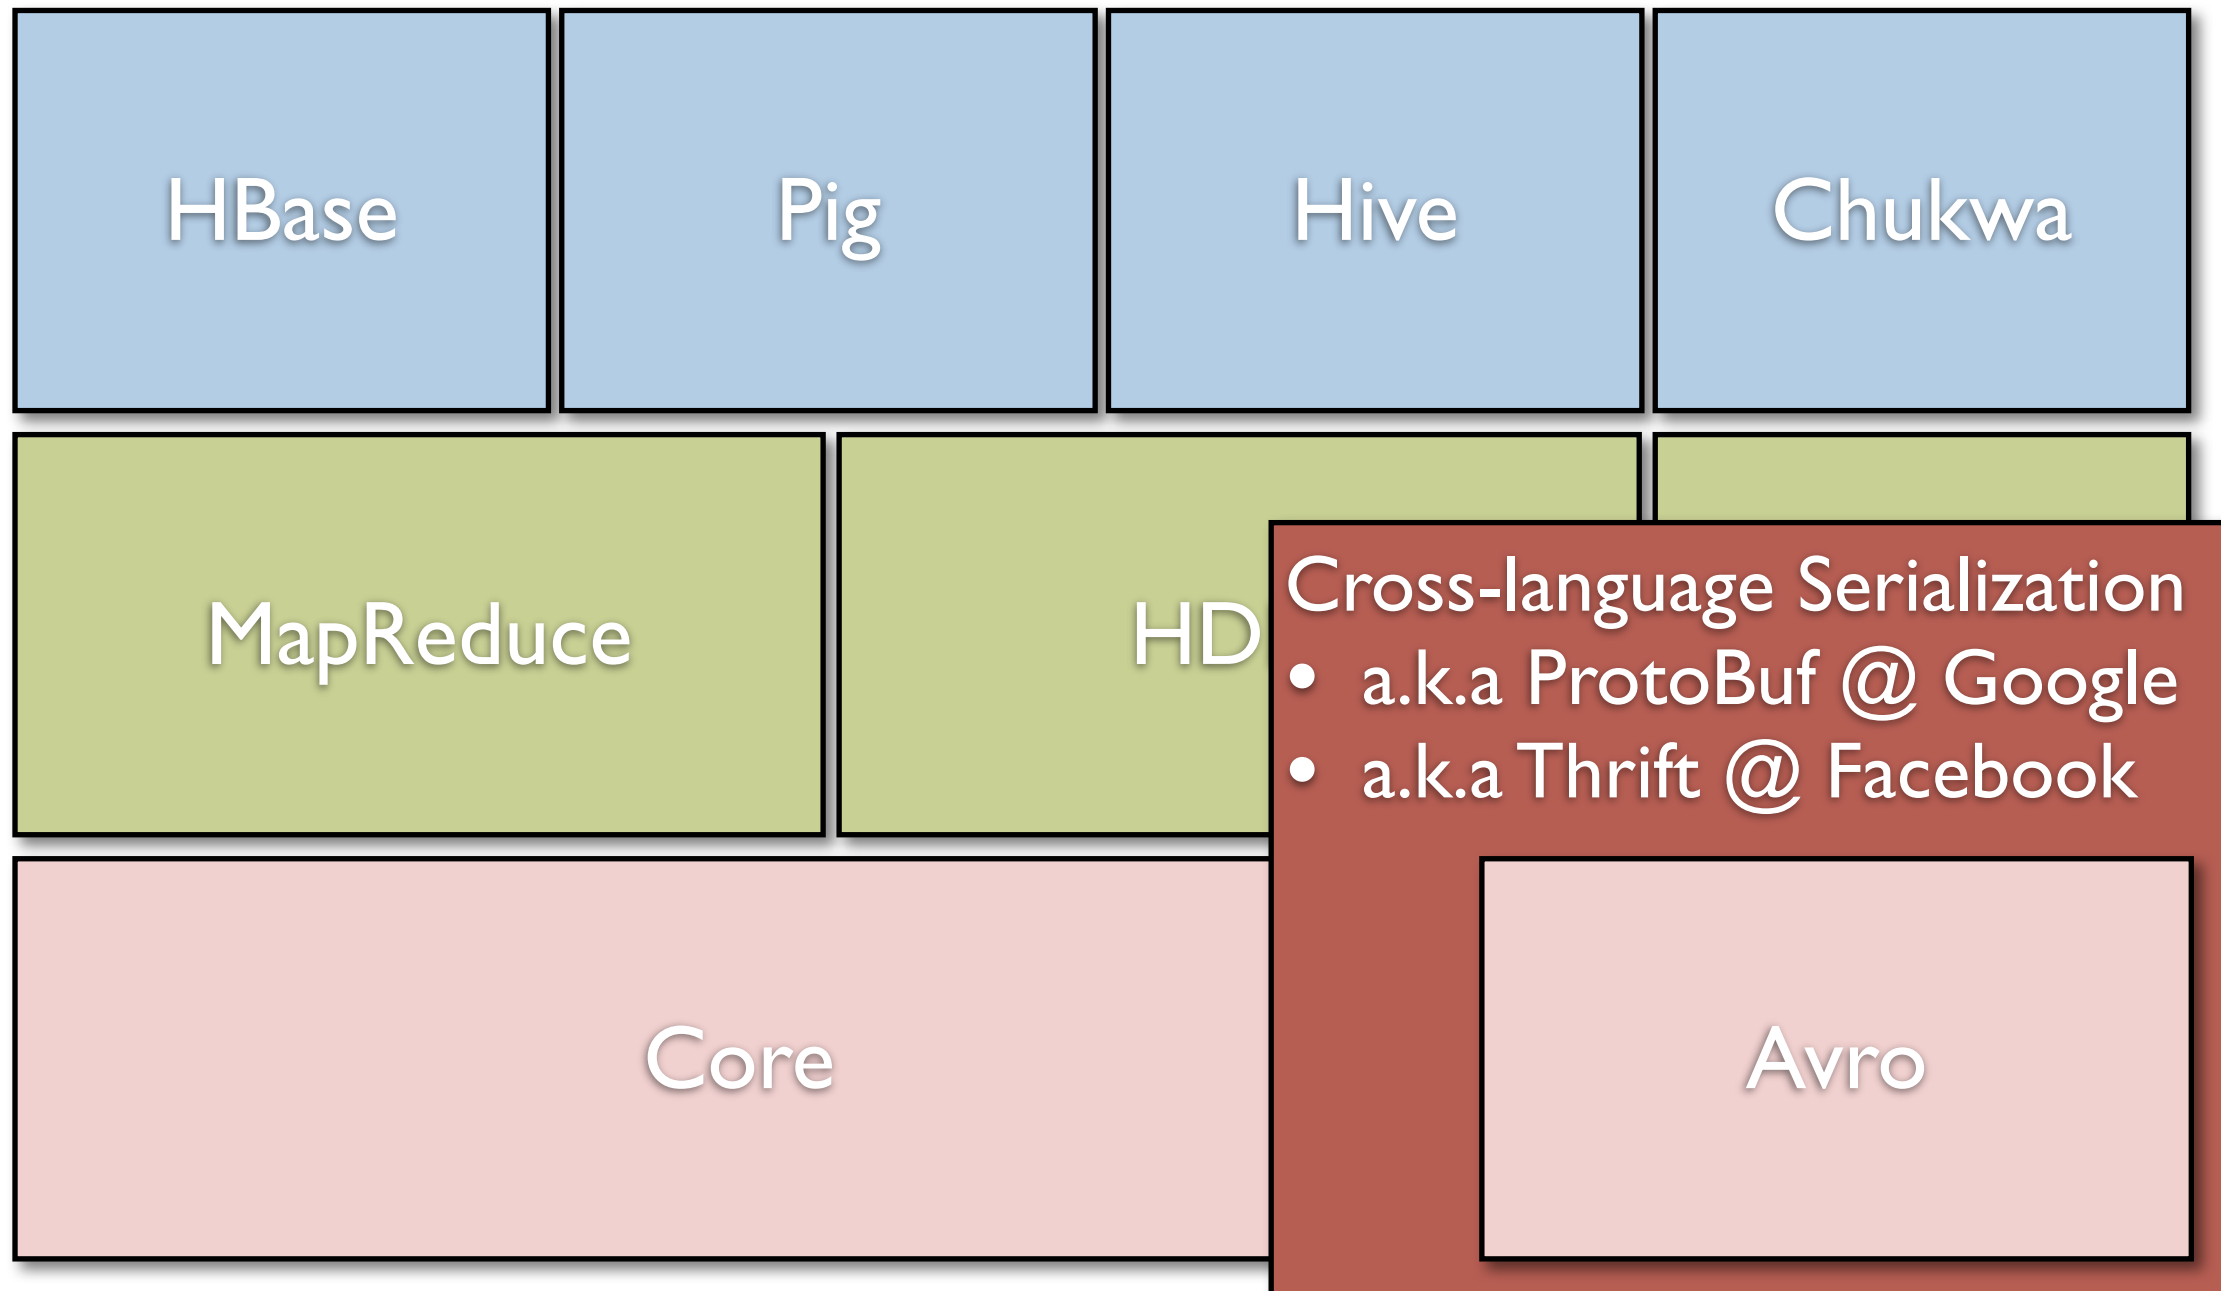 HBase
Pig
Hive
Chukwa
MapReduce
HD
Cross-language Serialization
• a.k.a ProtoBuf @ Google
• a.k.a Thrift @ Facebook
Core
Avro